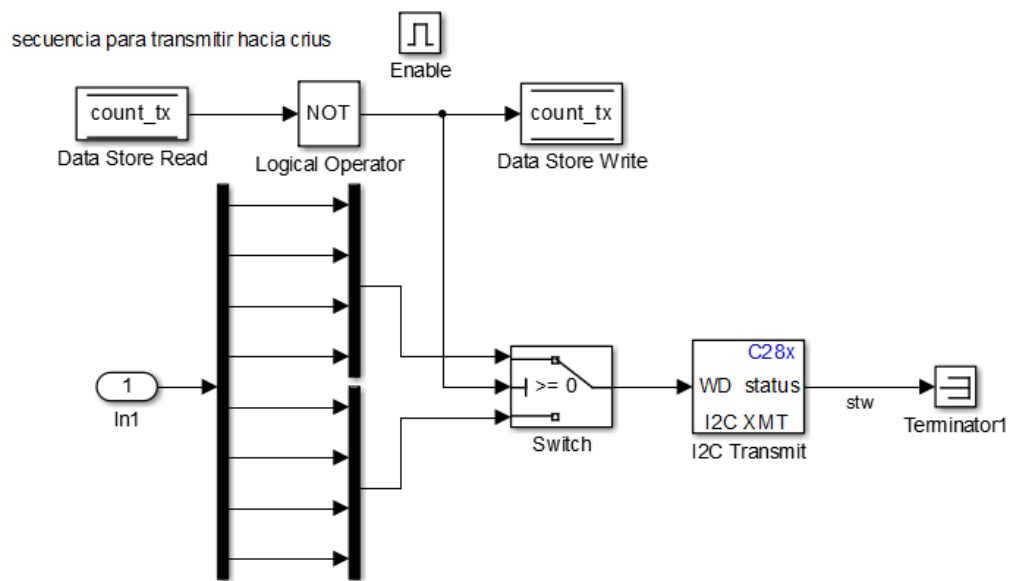 secuencia para transmitir hacia crius
Enable
count_tx
Data Store Read
NOT
Logical Operator
count_tx
Data Store Write
1
In1
>= 0
Switch
C28x
WD status
I2C XMT
I2C Transmit
stw
Terminator1